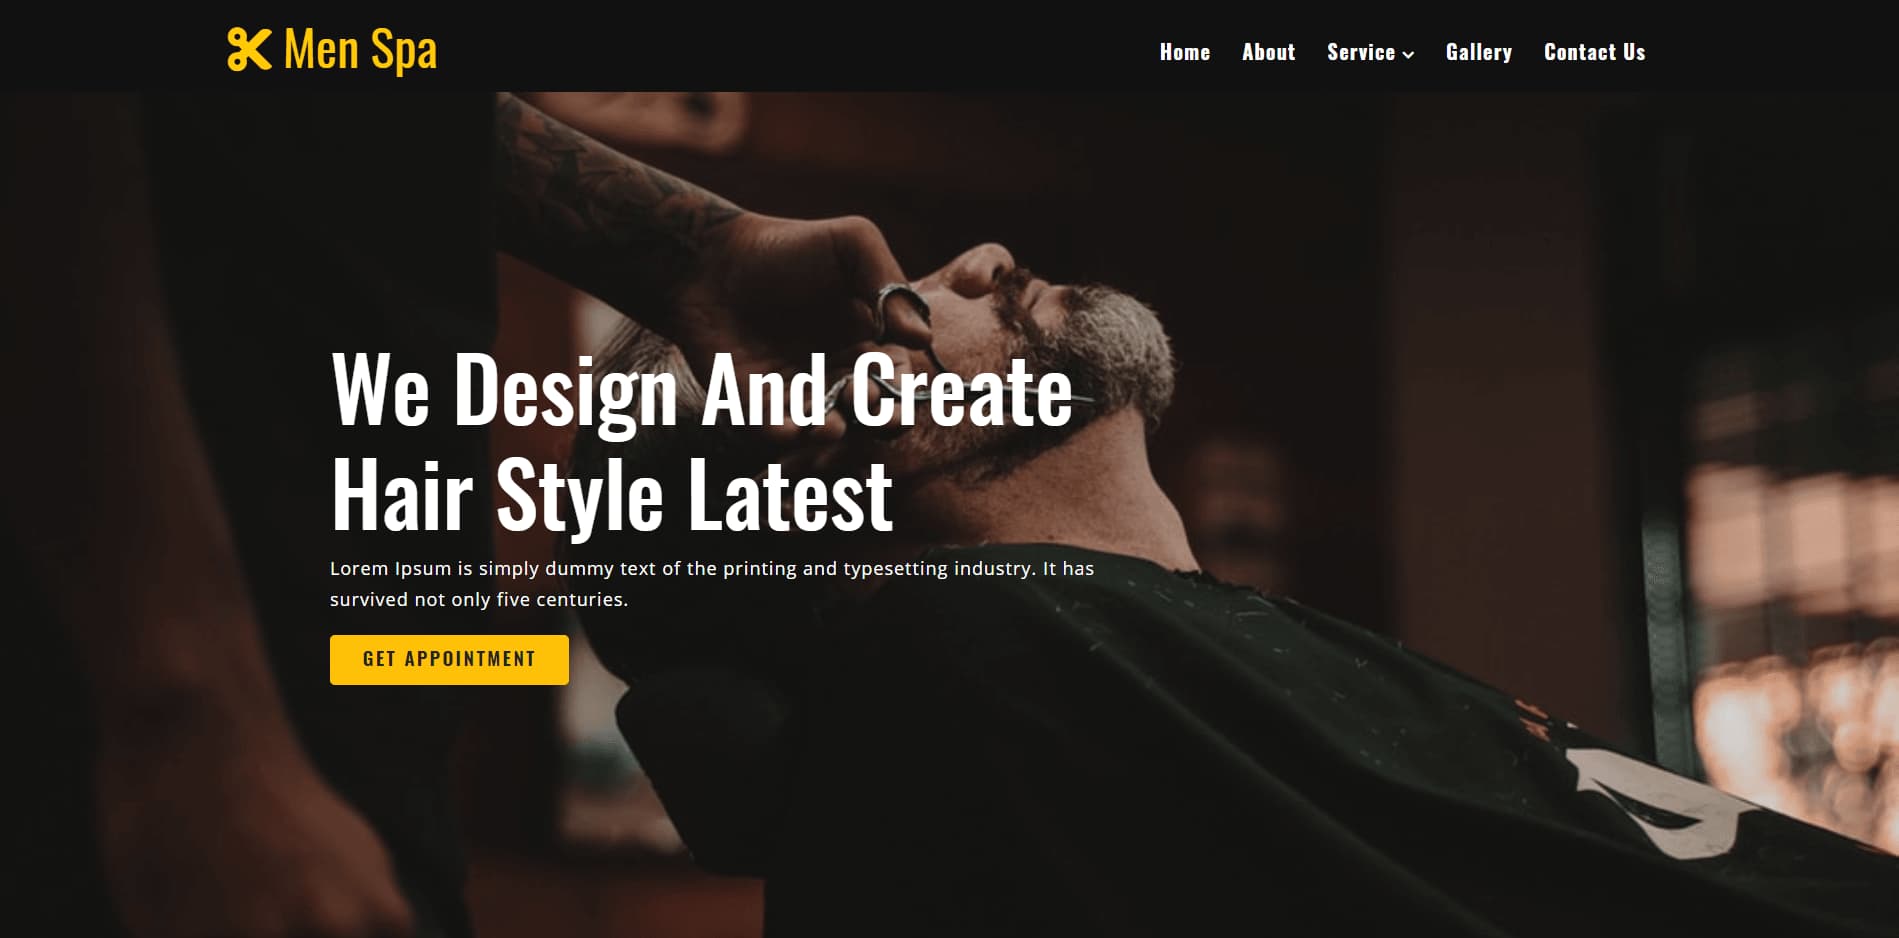 Men Spa
Home About Service Gallery Contact Us
We Design And Create
Hair Style Latest
Lorem Ipsum is simply dummy text of the printing and typesetting industry. It has
survived not only five centuries.
GET APPOINTMENT